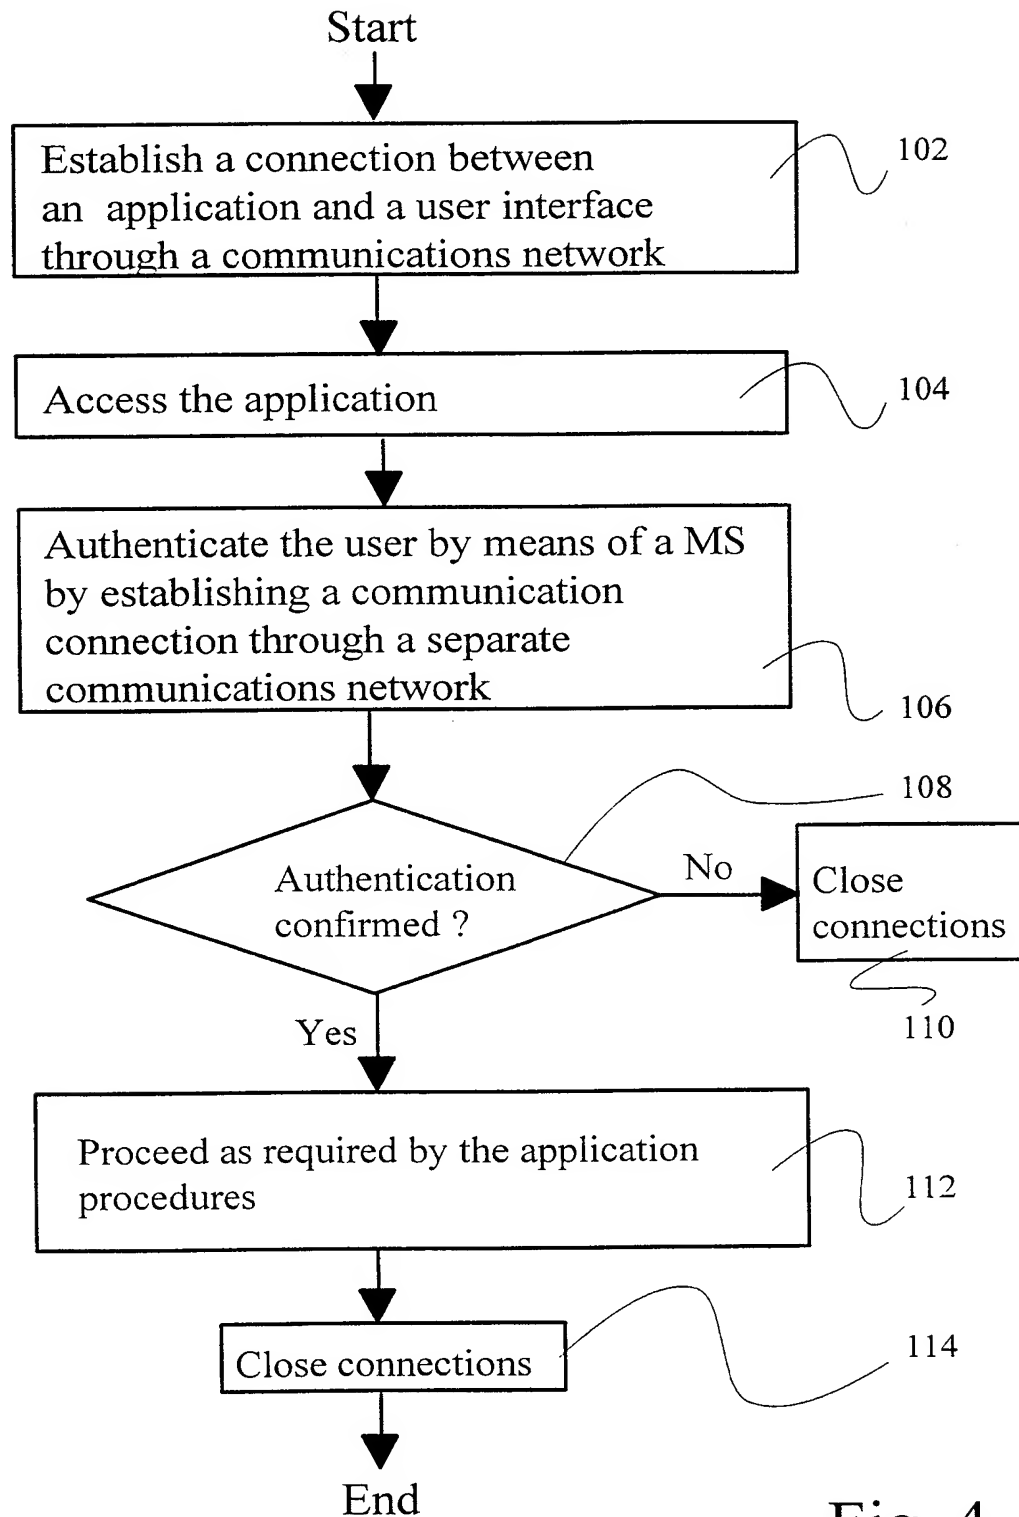 Start
Establish a connection between
an application and a user interface
through a communications network
102
Access the application
104
Authenticate the user by means of a MS
by establishing a communication
connection through a separate
communications network
106
108
Authentication
confirmed ?
No
Close
connections
110
Yes
Proceed as required by the application
procedures
112
Close connections
114
End
Fig. 4